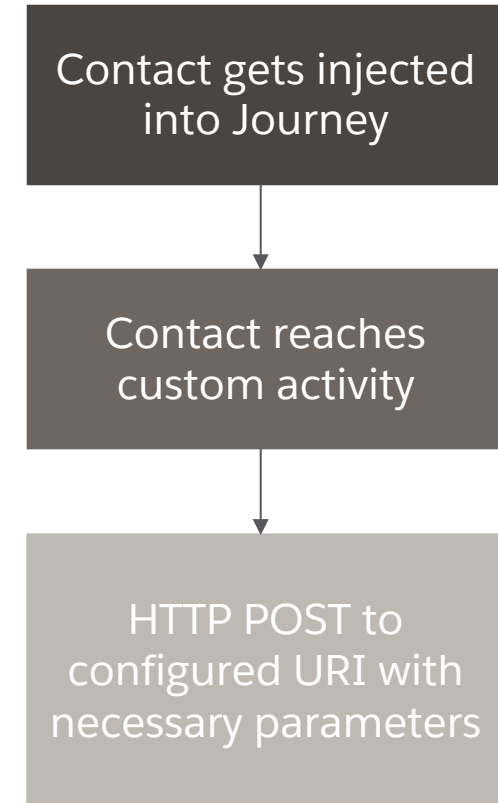 Contact gets injected
into Journey
Contact reaches
custom activity
HTTP POST to
configured URI with
necessary parameters